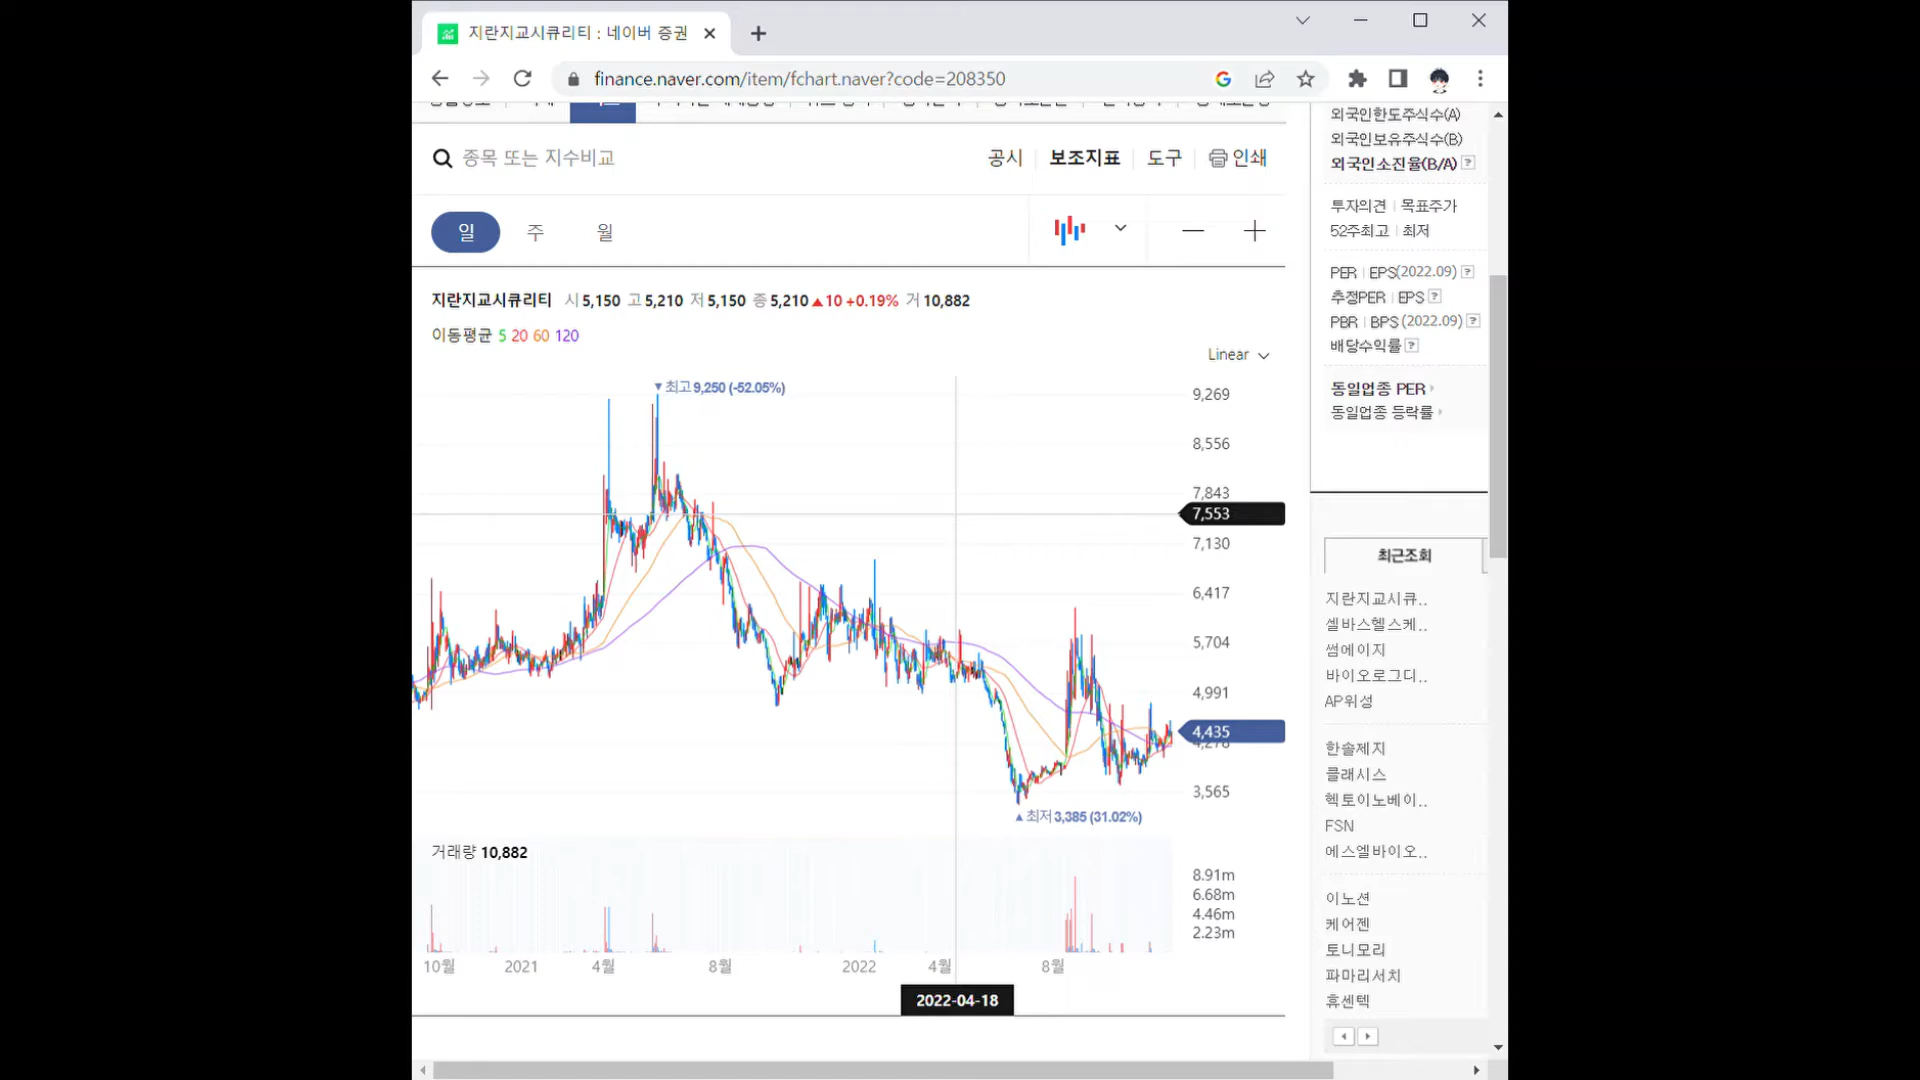 지란지교시큐리티 : 네이버 증권
finance.naver.com/item/fchart.naver?code=208350
종목 또는 지수비교
공시 보조지표 도구 인쇄
일 주 월
지란지교시큐리티 시 5,150 고 5,210 저 5,150 종 5,210 ▲10 +0.19% 거 10,882
이동평균 5 20 60 120
Linear
▼최고 9,250 (-52.05%)
9,269
8,556
7,843
7,553
7,130
6,417
5,704
4,991
4,435
4,278
3,565
▲최저 3,385 (31.02%)
거래량 10,882
8.91m
6.68m
4.46m
2.23m
10월 2021 4월 8월 2022 4월 8월
2022-04-18
외국인한도주식수(A)
외국인보유주식수(B)
외국인소진율(B/A) ?
투자의견 | 목표주가
52주최고 | 최저
PER | EPS(2022.09) ?
추정PER | EPS ?
PBR | BPS (2022.09) ?
배당수익률 ?
동일업종 PER
동일업종 등락률
최근조회
지란지교시큐..
셀바스헬스케..
썸에이지
바이오로그디..
AP위성
한솔제지
클래시스
헥토이노베이..
FSN
에스엘바이오..
이노션
케어젠
토니모리
파마리서치
휴센텍